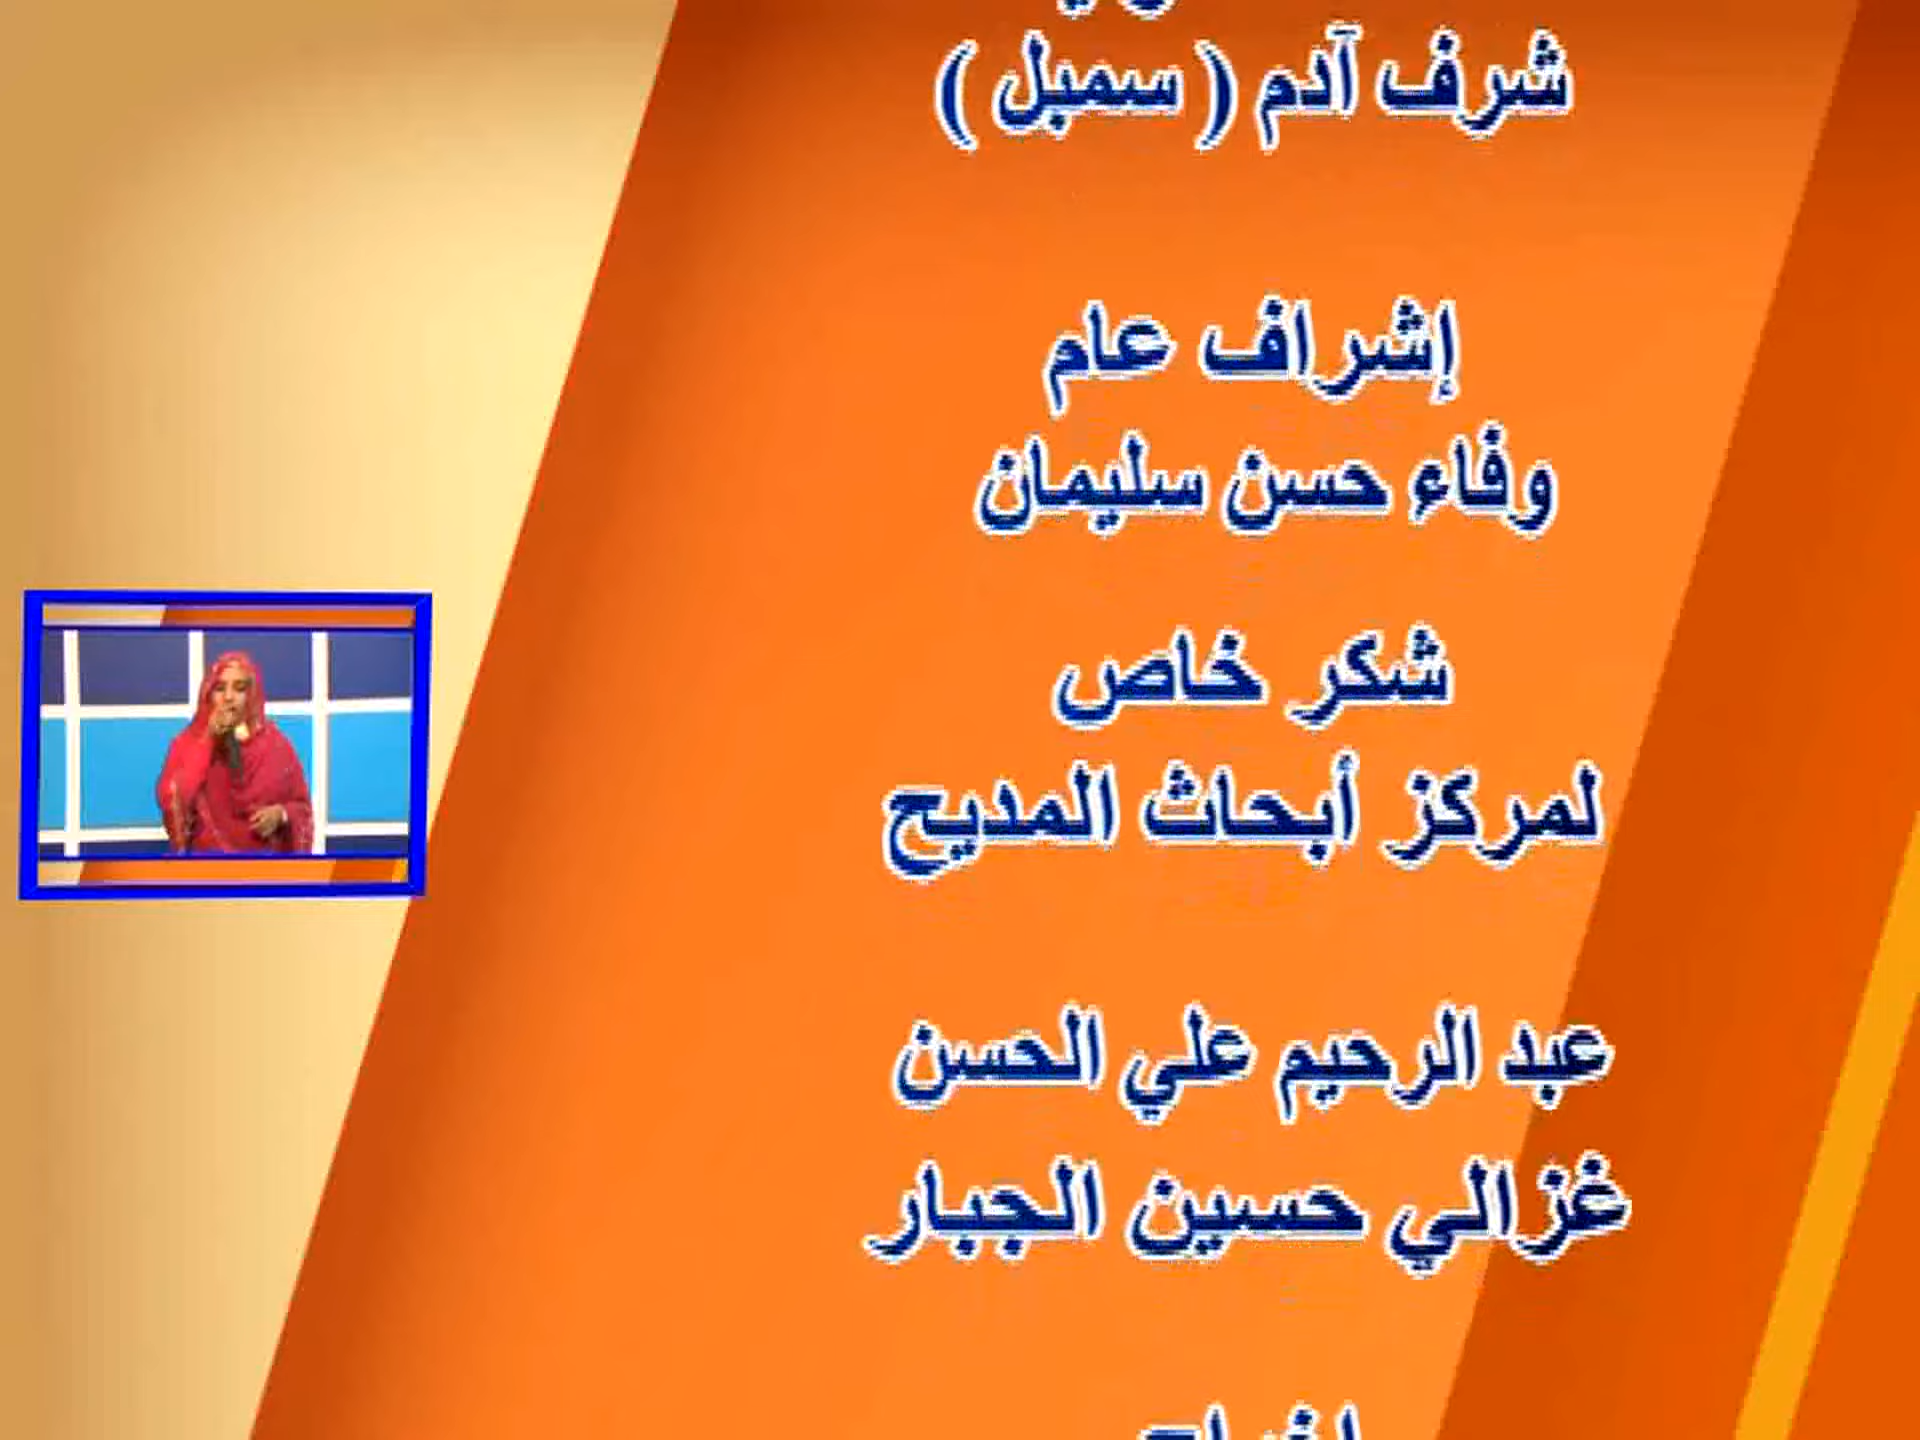 شرف آدم ( سمبل )
إشراف عام
وفاء حسن سليمان
شكر خاص
لمركز أبحاث المديح
عبد الرحيم علي الحسن
غزالي حسين الجبار